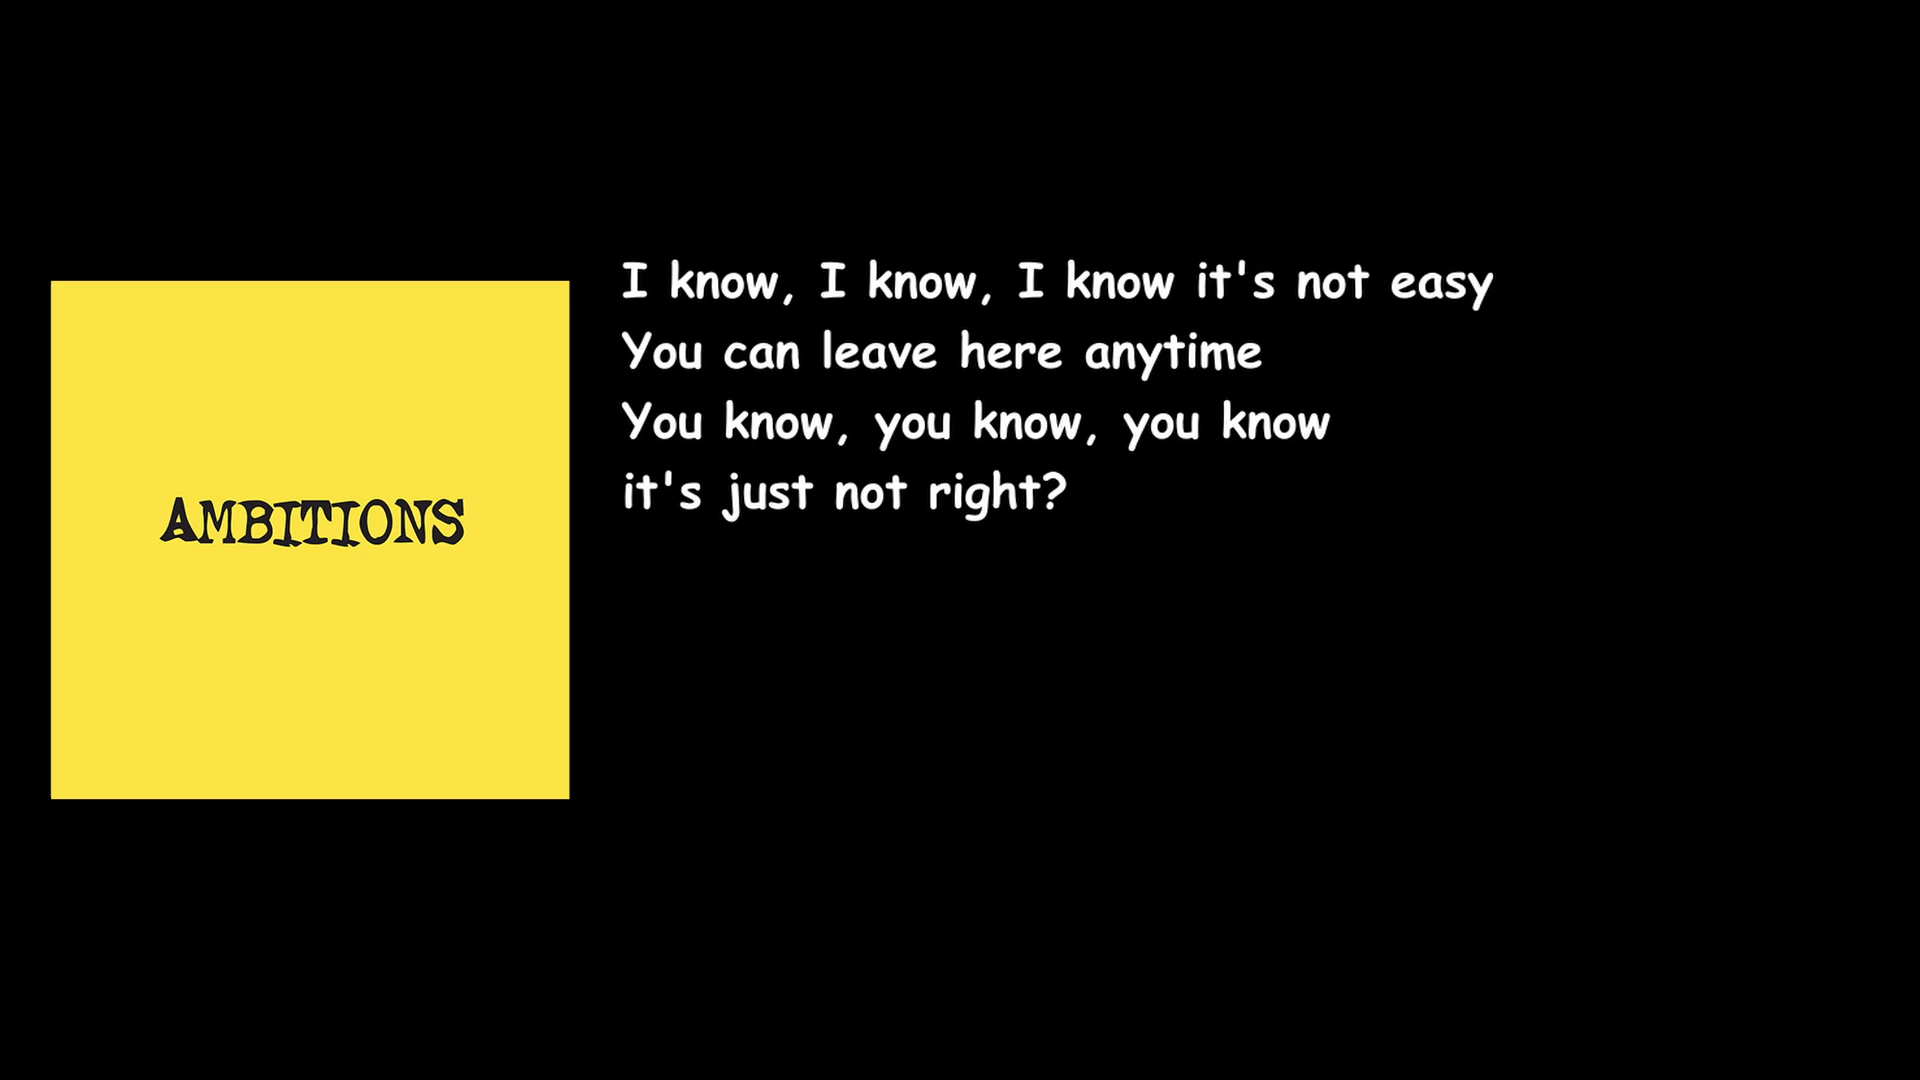 AMBITIONS
I know, I know, I know it's not easy
You can leave here anytime
You know, you know, you know
it's just not right?